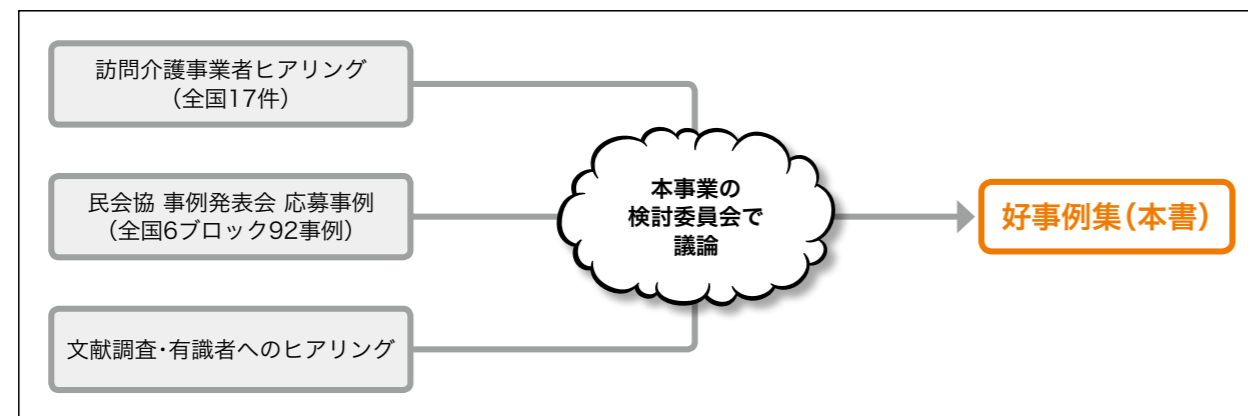 訪問介護事業者ヒアリング
（全国17件）
民会協 事例発表会 応募事例
（全国6ブロック92事例）
文献調査・有識者へのヒアリング
本事業の
検討委員会で
議論
好事例集（本書）